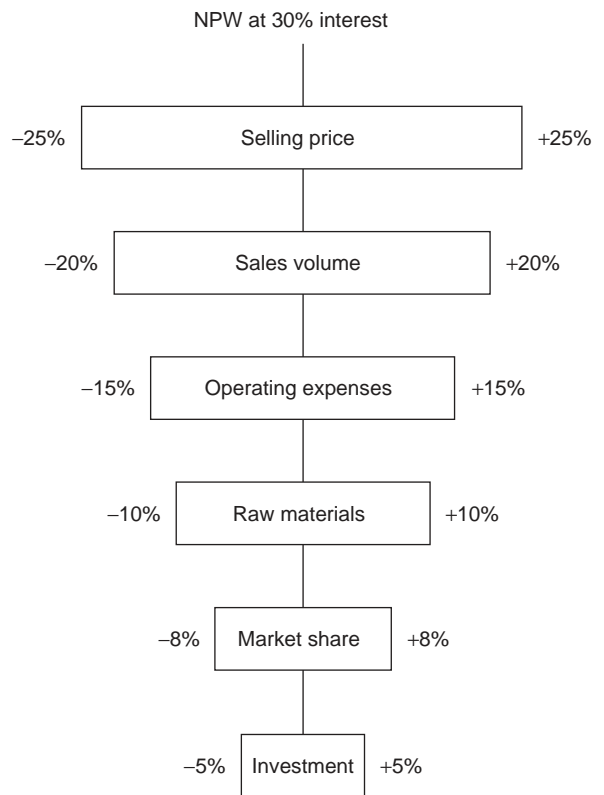 NPW at 30% interest
−25% Selling price +25%
−20% Sales volume +20%
−15% Operating expenses +15%
−10% Raw materials +10%
−8% Market share +8%
−5% Investment +5%